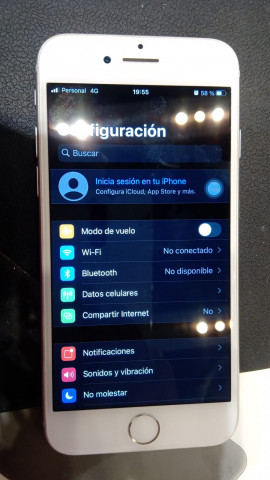 Personal 4G 19:55 58 %
Configuración
Buscar
Inicia sesión en tu iPhone
Configura iCloud, App Store y más.
Modo de vuelo
Wi-Fi No conectado
Bluetooth No disponible
Datos celulares
Compartir Internet No
Notificaciones
Sonidos y vibración
No molestar